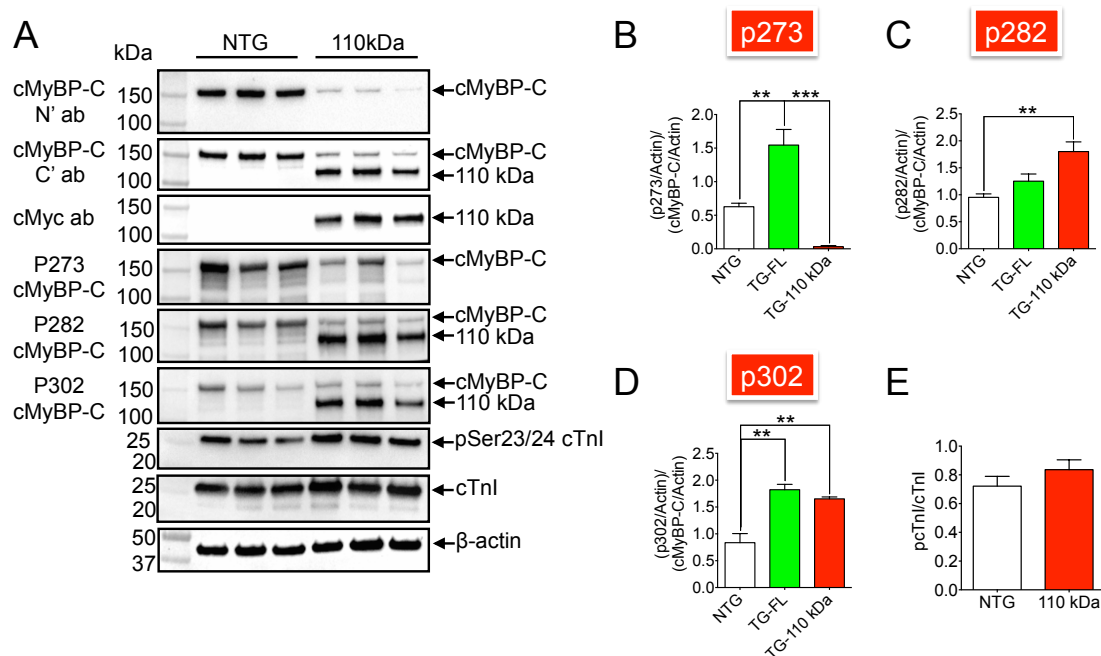 A
kDa
NTG
110kDa
cMyBP-C
N' ab
150
100
cMyBP-C
cMyBP-C
C' ab
150
100
cMyBP-C
110 kDa
cMyc ab
150
100
110 kDa
P273
cMyBP-C
150
100
cMyBP-C
P282
cMyBP-C
150
100
cMyBP-C
110 kDa
P302
cMyBP-C
150
100
cMyBP-C
110 kDa
25
20
pSer23/24 cTnI
25
20
cTnI
50
37
β-actin
B
p273
(p273/Actin)/
(cMyBP-C/Actin)
2.0
1.5
1.0
0.5
0.0
**
***
NTG
TG-FL
TG-110 kDa
C
p282
(p282/Actin)/
(cMyBP-C/Actin)
2.5
2.0
1.5
1.0
0.5
0.0
**
NTG
TG-FL
TG-110 kDa
D
p302
(p302/Actin)/
(cMyBP-C/Actin)
2.5
2.0
1.5
1.0
0.5
0.0
**
**
NTG
TG-FL
TG-110 kDa
E
pcTnI/cTnI
1.0
0.8
0.6
0.4
0.2
0.0
NTG
110 kDa